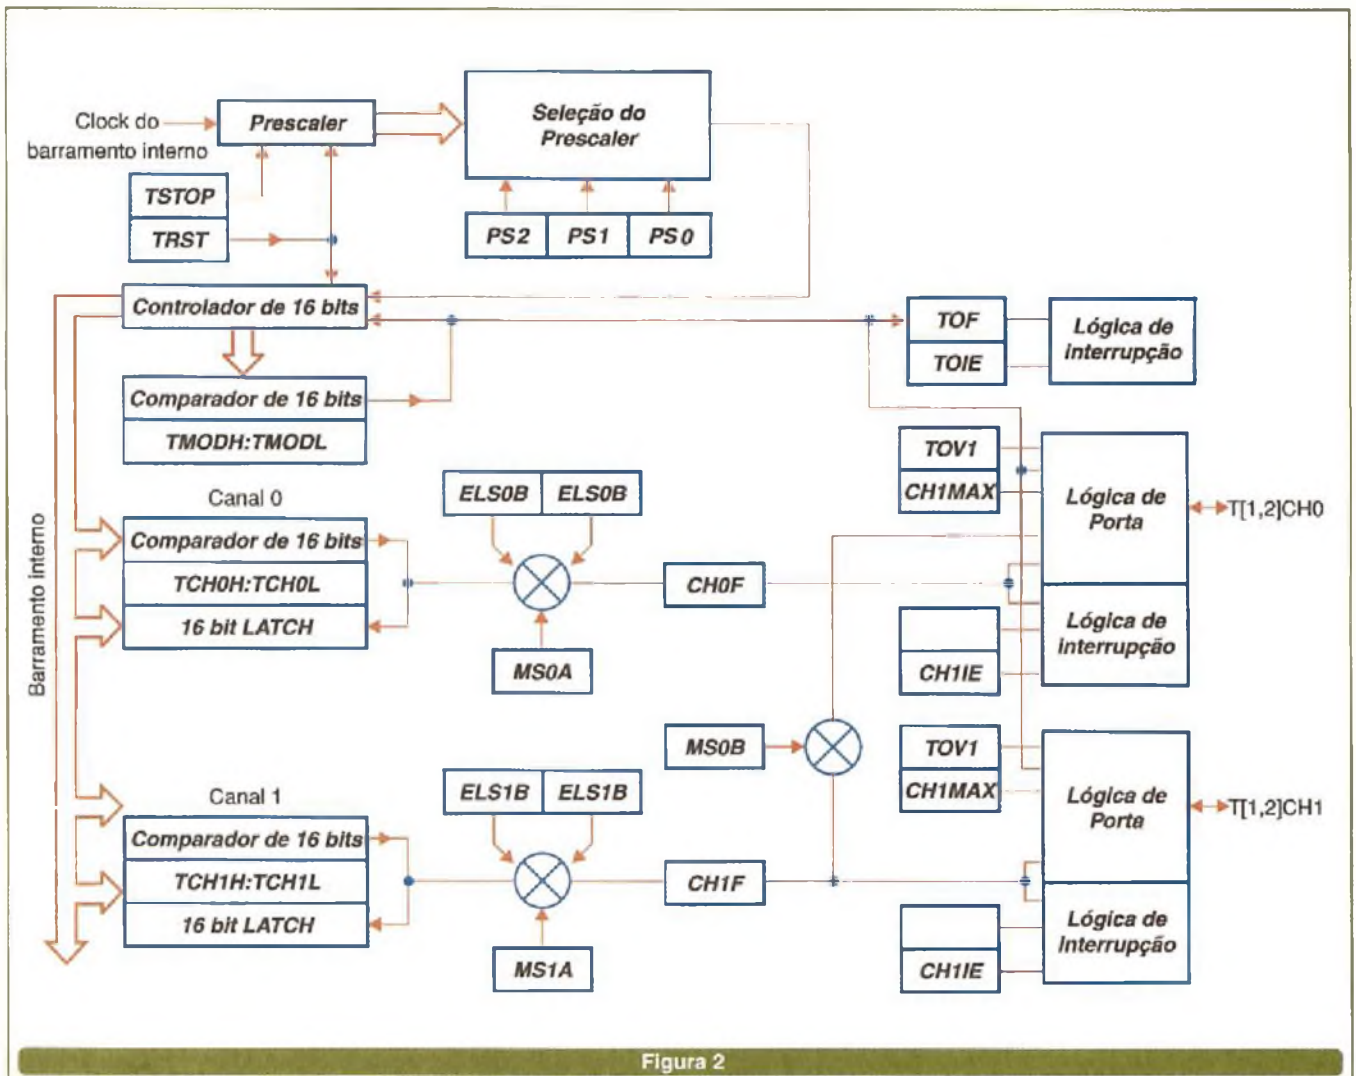 Clock do
barramento interno
Prescaler
Seleção do
Prescaler
TSTOP
TRST
PS2
PS1
PS0
Controlador de 16 bits
Comparador de 16 bits
TMODH:TMODL
TOF
TOIE
Lógica de
interrupção
Barramento interno
Canal 0
Comparador de 16 bits
TCH0H:TCH0L
16 bit LATCH
ELS0B
ELS0B
MS0A
CH0F
TOV1
CH1MAX
Lógica de
Porta
T[1,2]CH0
CH1IE
Lógica de
interrupção
MS0B
Canal 1
Comparador de 16 bits
TCH1H:TCH1L
16 bit LATCH
ELS1B
ELS1B
MS1A
CH1F
TOV1
CH1MAX
Lógica de
Porta
T[1,2]CH1
CH1IE
Lógica de
Interrupção
Figura 2